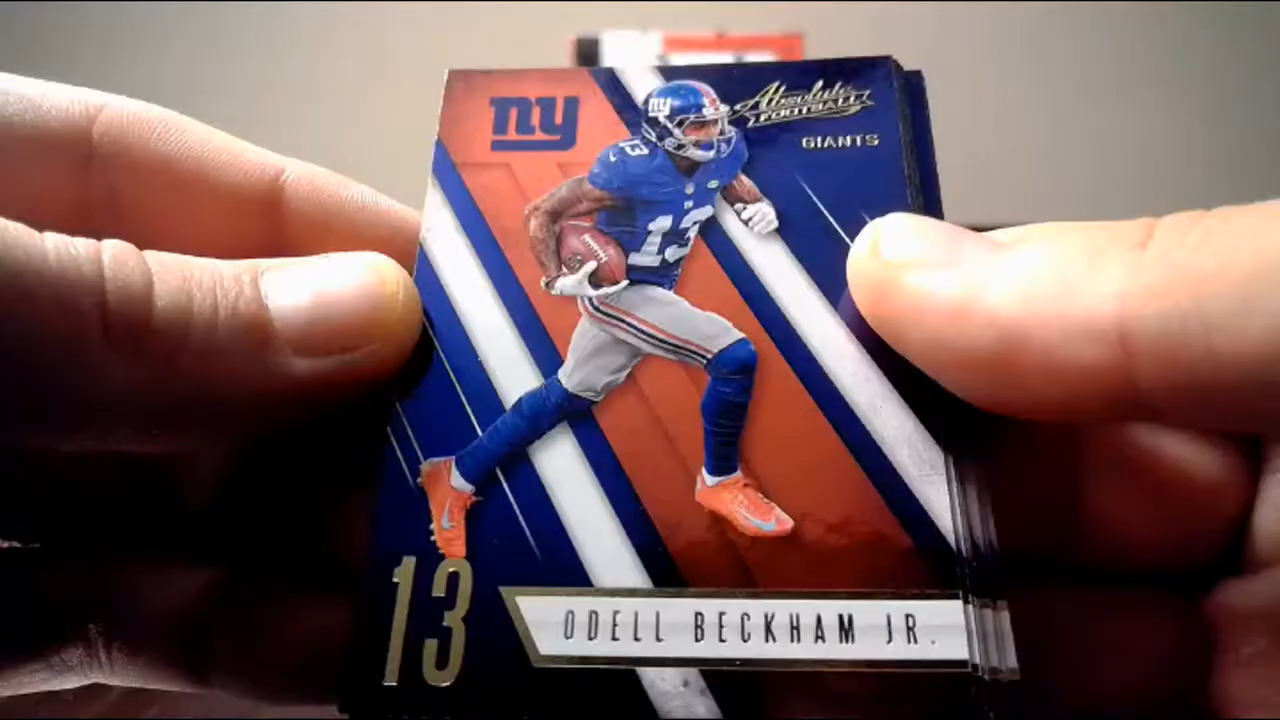 ny
Absolute
FOOTBALL
GIANTS
ny
13
13
13
ODELL BECKHAM JR.